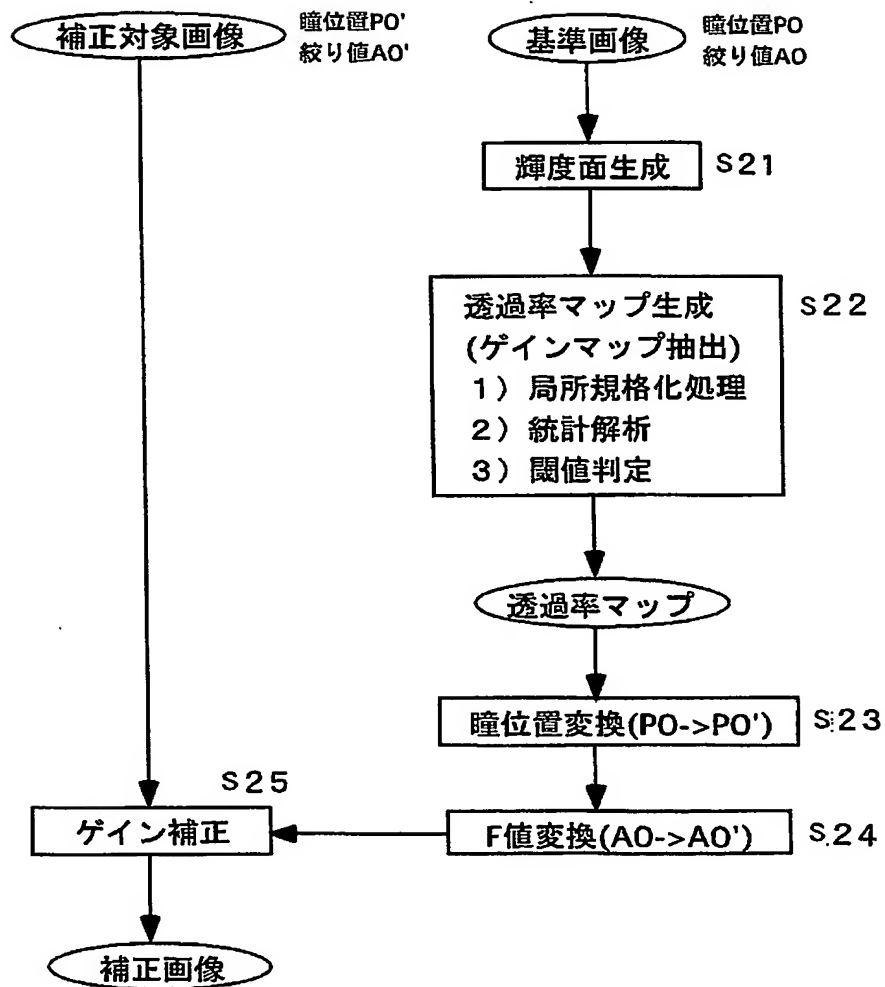 補正対象画像
瞳位置PO'
絞り値AO'
基準画像
瞳位置PO
絞り値AO
輝度面生成
S21
透過率マップ生成
(ゲインマップ抽出)
1)局所規格化処理
2)統計解析
3)閾値判定
S22
透過率マップ
瞳位置変換(PO->PO')
S23
F値変換(AO->AO')
S24
S25
ゲイン補正
補正画像